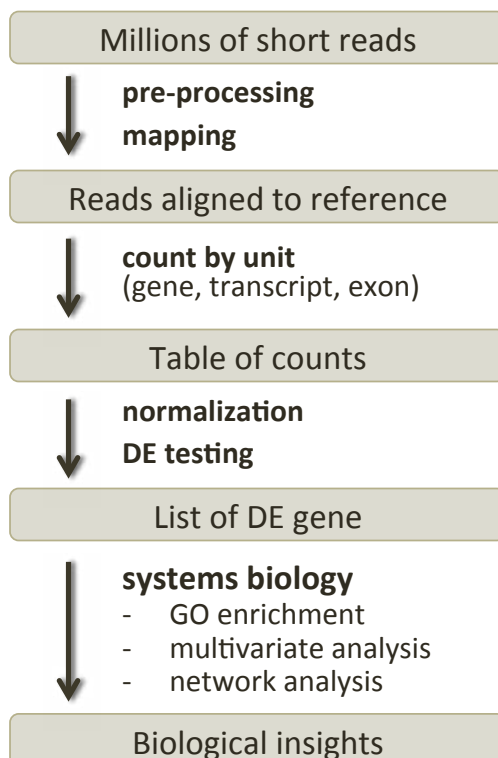 Millions of short reads
pre-processing
mapping
Reads aligned to reference
count by unit
(gene, transcript, exon)
Table of counts
normalization
DE testing
List of DE gene
systems biology
- GO enrichment
- multivariate analysis
- network analysis
Biological insights